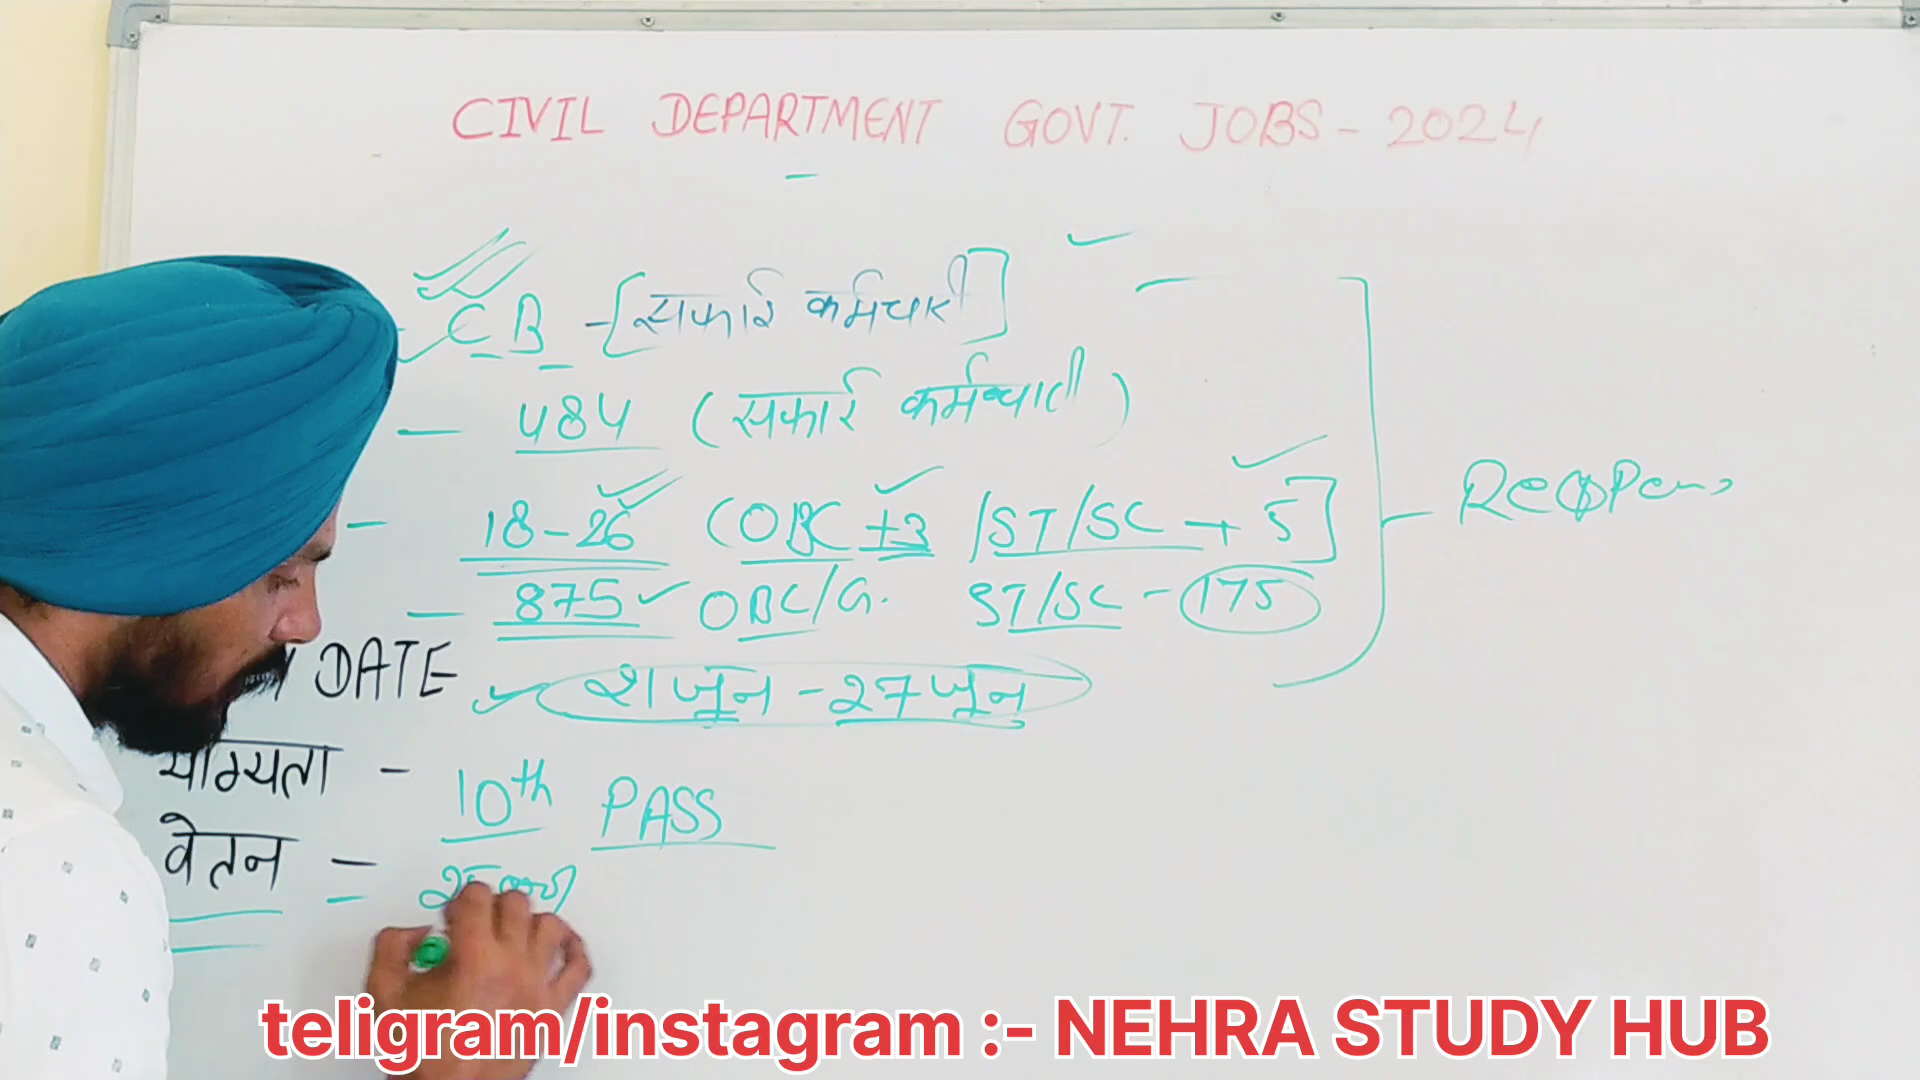 CIVIL DEPARTMENT GOVT. JOBS - 2024
CB - [सफाई कर्मचारी]
- 484 (सफाई कर्मचारी)
- 18-26 (OBC +3 /ST/SC → 5]
- 875 OBC/G. ST/SC - 175
DATE 21 जून - 27 जून
योग्यता - 10th PASS
वेतन =
teligram/instagram :- NEHRA STUDY HUB